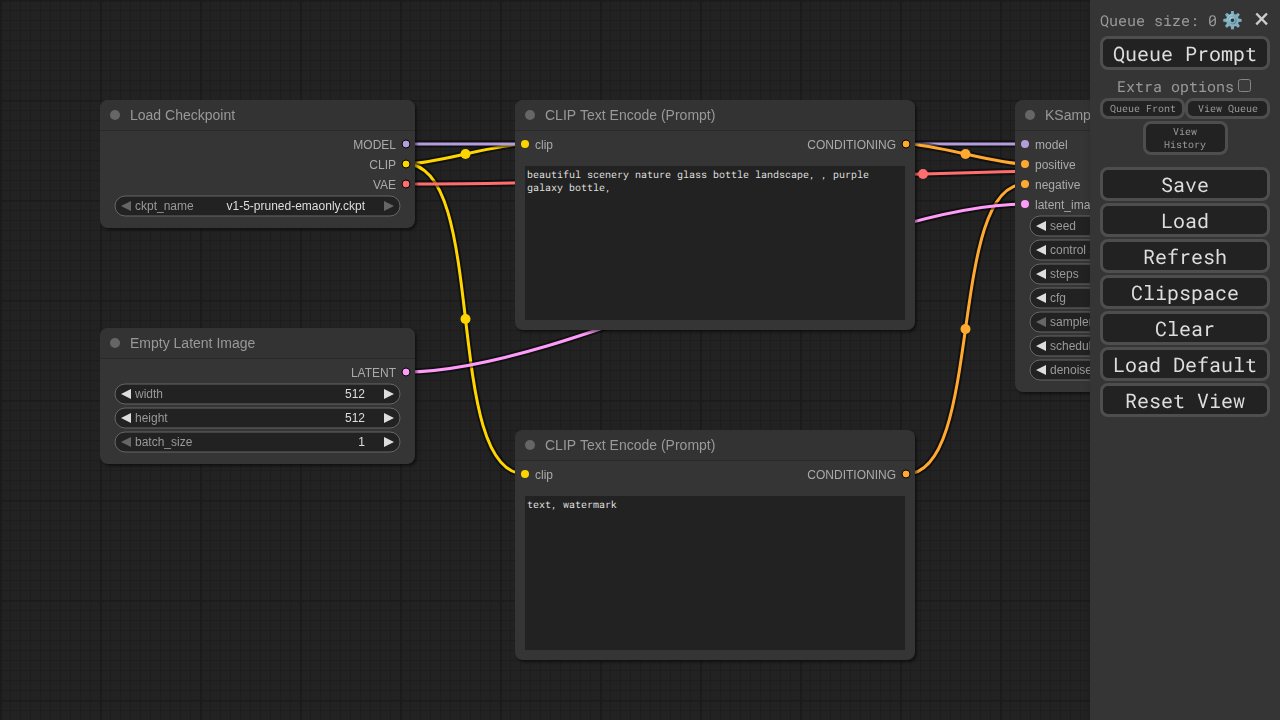 Queue size: 0
Queue Prompt
Extra options
Queue Front
View Queue
View
History
Save
Load
Refresh
Clipspace
Clear
Load Default
Reset View
Load Checkpoint
MODEL
CLIP
VAE
ckpt_name v1-5-pruned-emaonly.ckpt
Empty Latent Image
LATENT
width 512
height 512
batch_size 1
CLIP Text Encode (Prompt)
clip CONDITIONING
beautiful scenery nature glass bottle landscape, , purple
galaxy bottle,
CLIP Text Encode (Prompt)
clip CONDITIONING
text, watermark
KSamp
model
positive
negative
latent_ima
seed
control
steps
cfg
sampler
schedul
denoise